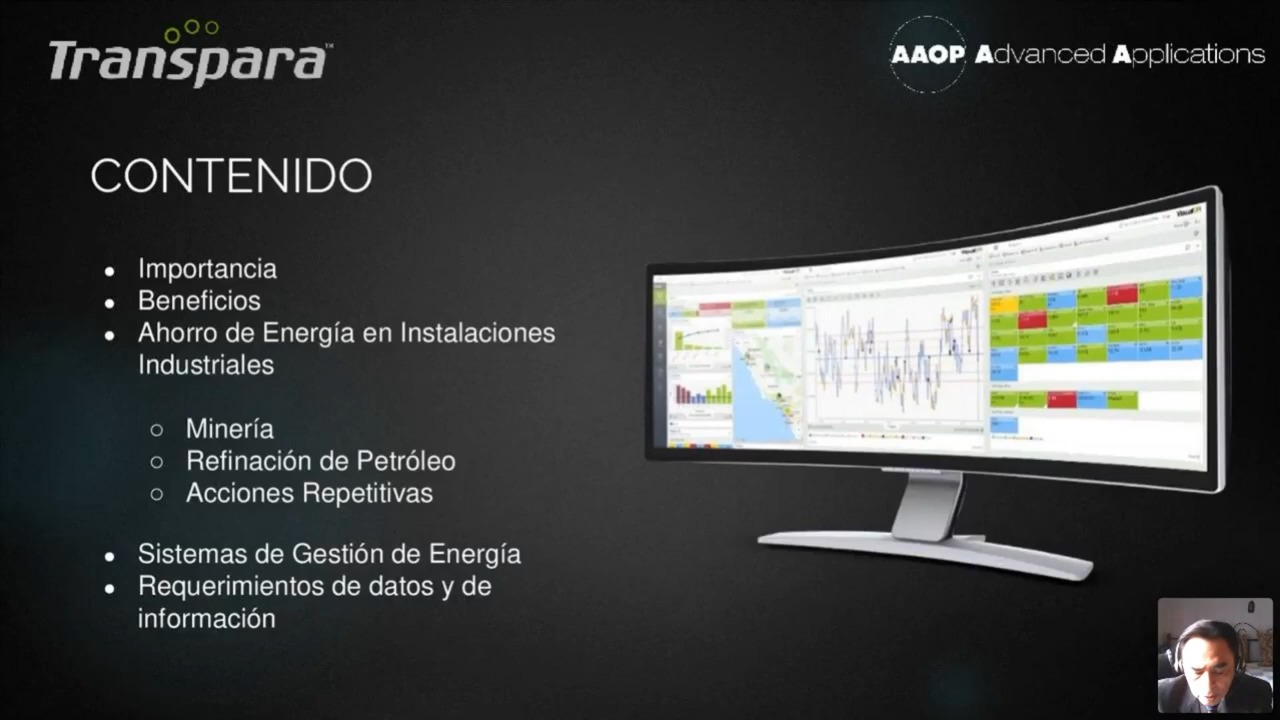 Transpara™
AAOP Advanced Applications
CONTENIDO
• Importancia
• Beneficios
• Ahorro de Energía en Instalaciones
Industriales
○ Minería
○ Refinación de Petróleo
○ Acciones Repetitivas
• Sistemas de Gestión de Energía
• Requerimientos de datos y de
información